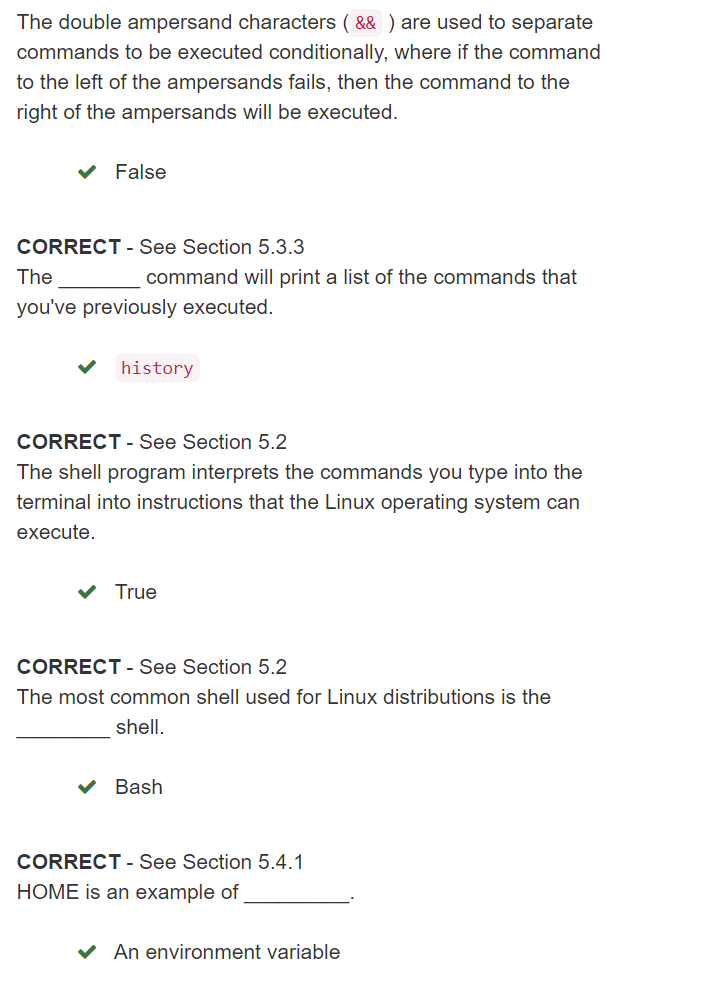 The double ampersand characters ( && ) are used to separate
commands to be executed conditionally, where if the command
to the left of the ampersands fails, then the command to the
right of the ampersands will be executed.
False
CORRECT - See Section 5.3.3
The _______ command will print a list of the commands that
you've previously executed.
history
CORRECT - See Section 5.2
The shell program interprets the commands you type into the
terminal into instructions that the Linux operating system can
execute.
True
CORRECT - See Section 5.2
The most common shell used for Linux distributions is the
________ shell.
Bash
CORRECT - See Section 5.4.1
HOME is an example of _________.
An environment variable